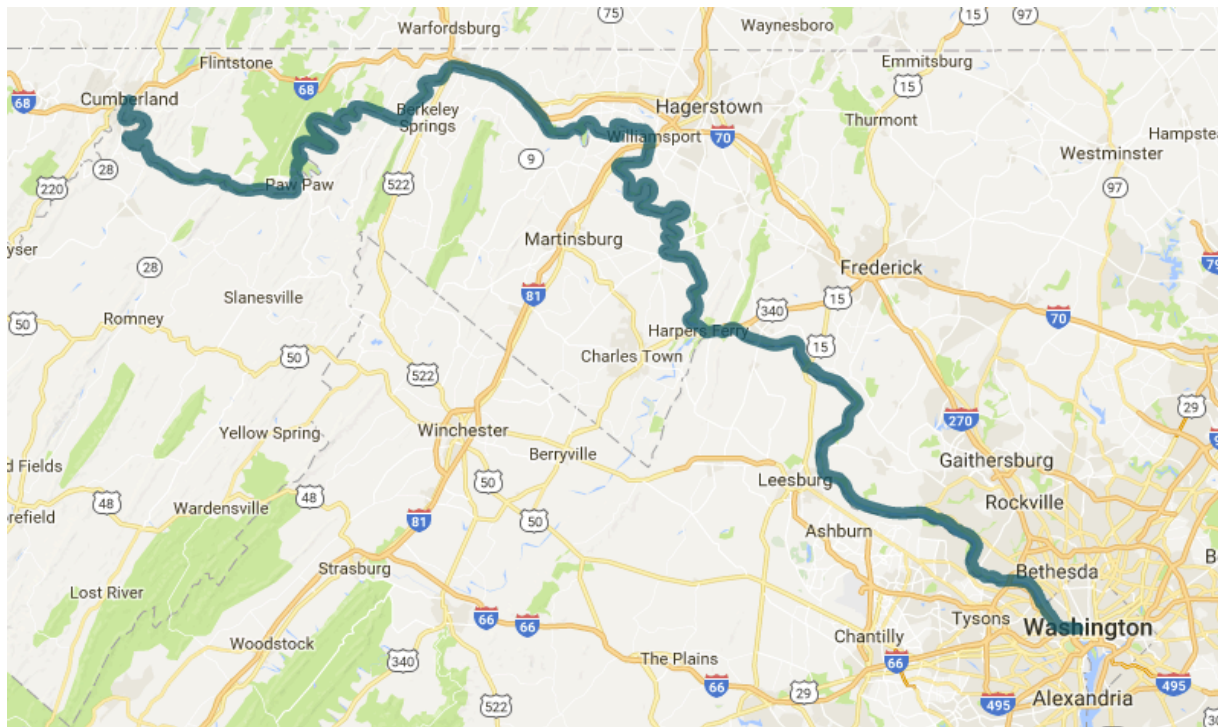 75
Waynesboro
15
97
Warfordsburg
Emmitsburg
Flintstone
68
15
68
Cumberland
Hagerstown
Berkeley
Springs
Thurmont
Hampste
Williamsport
70
Westminster
9
28
97
220
Paw Paw
522
yser
Martinsburg
28
Frederick
79
81
Slanesville
15
340
50
Romney
Harpers Ferry
70
15
50
Charles Town
522
29
270
Yellow Spring
Winchester
Berryville
Gaithersburg
d Fields
Leesburg
50
48
Rockville
48
Wardensville
orefield
81
50
Ashburn
Strasburg
Bethesda
Lost River
66
66
Tysons
Washington
Chantilly
Woodstock
The Plains
340
66
66
495
29
Alexandria
522
495